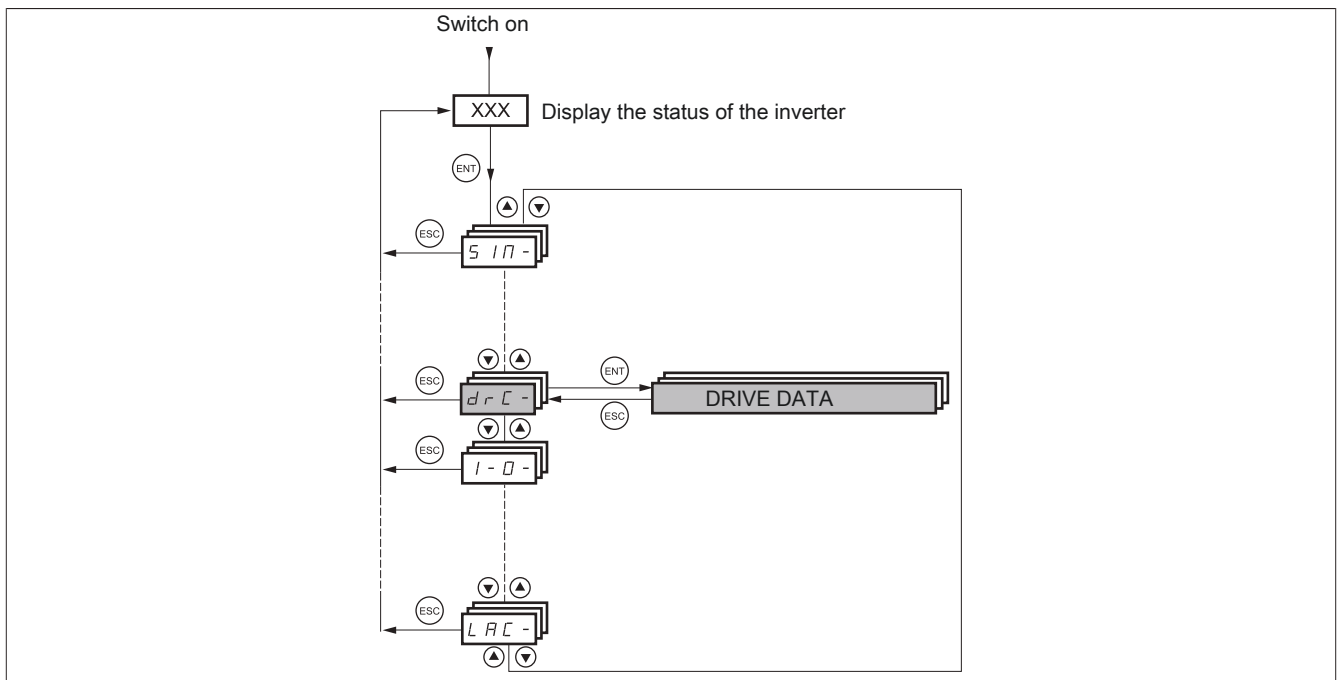 Switch on
XXX Display the status of the inverter
ENT
ESC
SIM-
ESC
ENT
drC-
DRIVE DATA
ESC
ESC
I-O-
ESC
LAC-